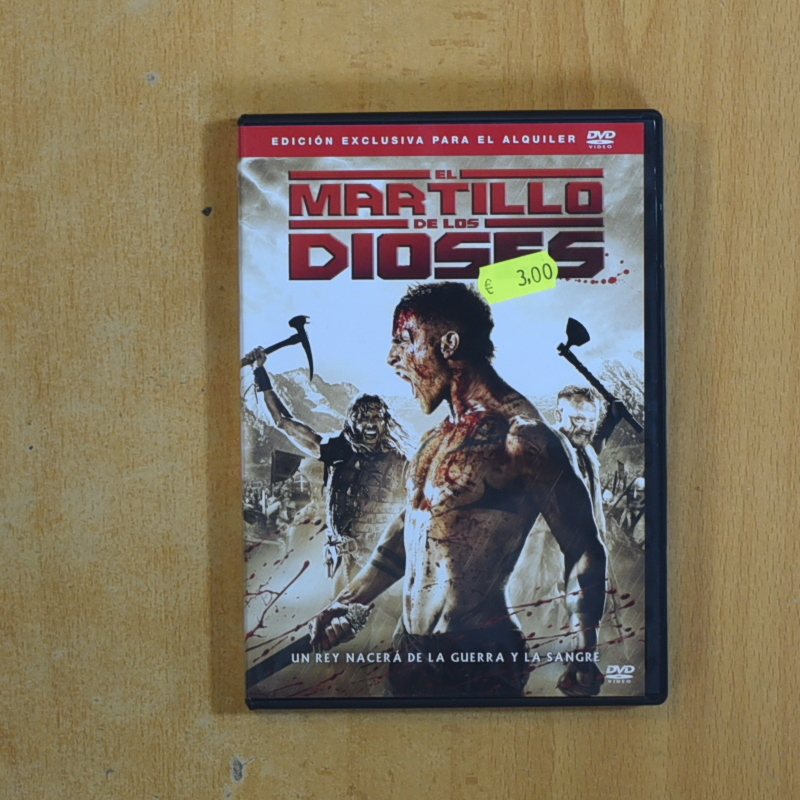 EDICIÓN EXCLUSIVA PARA EL ALQUILER DVD VIDEO
EL
MARTILLO
DE LOS
DIOSES
€ 3,00
UN REY NACERÁ DE LA GUERRA Y LA SANGRE
DVD
VIDEO